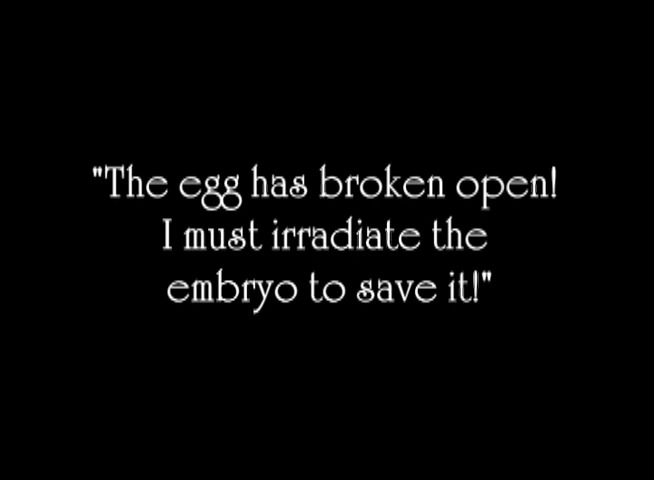 "The egg has broken open!
I must irradiate the
embryo to save it!"